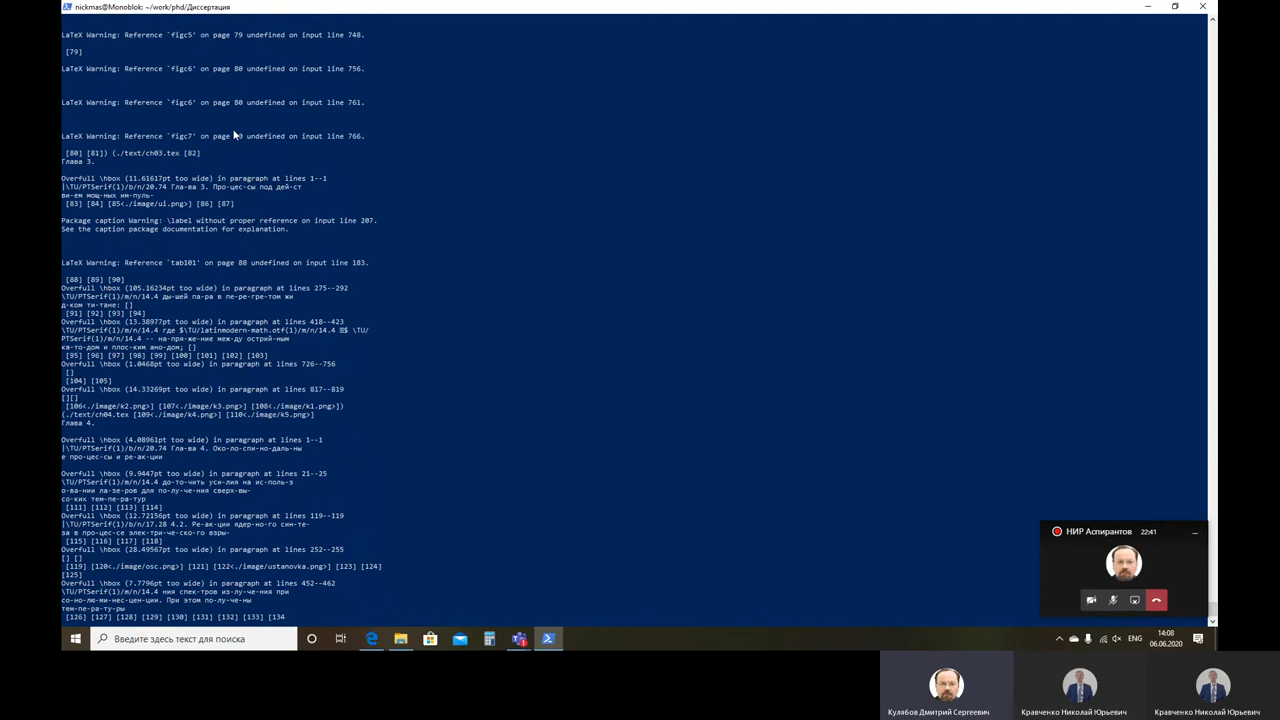 nickmas@Monoblok: ~/work/phd/Диссертация
LaTeX Warning: Reference `figc5' on page 79 undefined on input line 748.
[79]
LaTeX Warning: Reference `figc6' on page 80 undefined on input line 756.
LaTeX Warning: Reference `figc6' on page 80 undefined on input line 761.
LaTeX Warning: Reference `figc7' on page 0 undefined on input line 766.
[80] [81]) (./text/ch03.tex [82]
Глава 3.
Overfull \hbox (11.61617pt too wide) in paragraph at lines 1--1
|\TU/PTSerif(1)/b/n/20.74 Гла-ва 3. Про-цес-сы под дей-ст
ви-ем мощ-ных им-пуль-
[83] [84] [85<./image/ui.png>] [86] [87]
Package caption Warning: \label without proper reference on input line 207.
See the caption package documentation for explanation.
LaTeX Warning: Reference `tab101' on page 88 undefined on input line 183.
[88] [89] [90]
Overfull \hbox (105.16234pt too wide) in paragraph at lines 275--292
\TU/PTSerif(1)/m/n/14.4 ды-шей па-ра в пе-ре-гре-том жи
д-ком ти-тане: []
[91] [92] [93] [94]
Overfull \hbox (13.38977pt too wide) in paragraph at lines 418--423
\TU/PTSerif(1)/m/n/14.4 где $\TU/latinmodern-math.otf(1)/m/n/14.4 $ \TU/
PTSerif(1)/m/n/14.4 -- на-пря-же-ние меж-ду острий-ным
ка-то-дом и плос-ким ано-дом; []
[95] [96] [97] [98] [99] [100] [101] [102] [103]
Overfull \hbox (1.0468pt too wide) in paragraph at lines 726--756
[]
[104] [105]
Overfull \hbox (14.33269pt too wide) in paragraph at lines 817--819
[][]
[106<./image/k2.png>] [107<./image/k3.png>] [108<./image/k1.png>])
(./text/ch04.tex [109<./image/k4.png>] [110<./image/k5.png>]
Глава 4.
Overfull \hbox (4.08961pt too wide) in paragraph at lines 1--1
|\TU/PTSerif(1)/b/n/20.74 Гла-ва 4. Око-ло-спи-но-даль-ны
е про-цес-сы и ре-ак-ции
Overfull \hbox (9.9447pt too wide) in paragraph at lines 21--25
\TU/PTSerif(1)/m/n/14.4 до-то-чить уси-лия на ис-поль-з
о-ва-нии ла-зе-ров для по-лу-че-ния сверх-вы-
со-ких тем-пе-ра-тур
[111] [112] [113] [114]
Overfull \hbox (12.72156pt too wide) in paragraph at lines 119--119
|\TU/PTSerif(1)/b/n/17.28 4.2. Ре-ак-ции ядер-но-го син-те-
за в про-цес-се элек-три-че-ско-го взры-
[115] [116] [117] [118]
Overfull \hbox (28.49567pt too wide) in paragraph at lines 252--255
[] []
[119] [120<./image/osc.png>] [121] [122<./image/ustanovka.png>] [123] [124]
[125]
Overfull \hbox (7.7796pt too wide) in paragraph at lines 452--462
\TU/PTSerif(1)/m/n/14.4 ния спек-тров из-лу-че-ния при
со-но-лю-ми-нес-цен-ции. При этом по-лу-че-ны
тем-пе-ра-ту-ры
[126] [127] [128] [129] [130] [131] [132] [133] [134
НИР Аспирантов 22:41
Введите здесь текст для поиска
ENG
14:08
06.06.2020
Кулябов Дмитрий Сергеевич
Кравченко Николай Юрьевич
Кравченко Николай Юрьевич